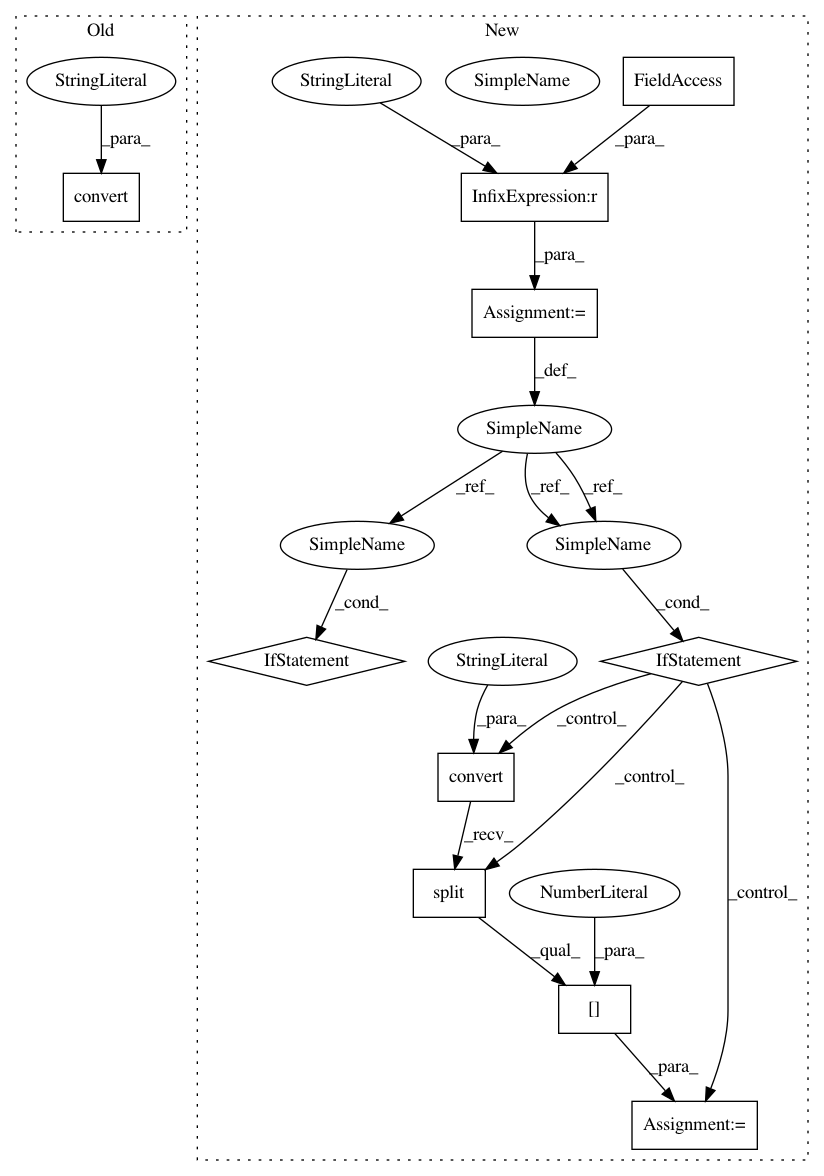 Old
New
StringLiteral
StringLiteral
SimpleName
FieldAccess
_para_
_para_
_para_
convert
InfixExpression:r
_para_
Assignment:=
_def_
SimpleName
_ref_
_ref_
_ref_
SimpleName
SimpleName
_cond_
_cond_
IfStatement
StringLiteral
IfStatement
_para_
_control_
convert
_control_
_recv_
split
NumberLiteral
_control_
_qual_
_para_
[]
_para_
Assignment:=